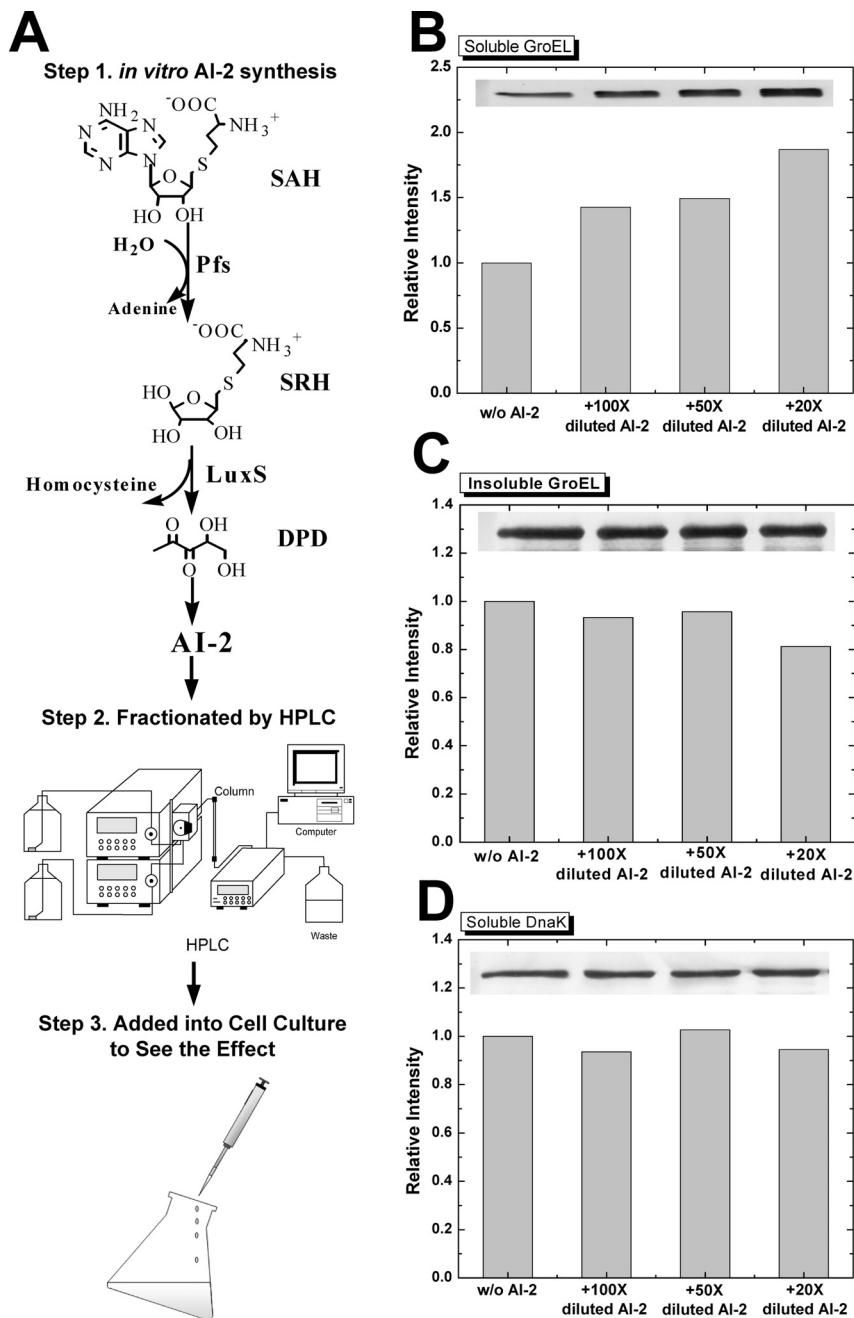 A
Step 1. in vitro AI-2 synthesis
NH₂
⁻OOC
NH₃⁺
N
N
N
N
S
O
SAH
HO
OH
H₂O
Pfs
Adenine
⁻OOC
NH₃⁺
S
SRH
HO
O
HO
OH
Homocysteine
LuxS
O
OH
DPD
O
OH
AI-2
Step 2. Fractionated by HPLC
Column
Computer
Waste
HPLC
Step 3. Added into Cell Culture
to See the Effect
B
Soluble GroEL
Relative Intensity
2.5
2.0
1.5
1.0
0.5
0.0
w/o AI-2
+100X
diluted AI-2
+50X
diluted AI-2
+20X
diluted AI-2
C
Insoluble GroEL
Relative Intensity
1.4
1.2
1.0
0.8
0.6
0.4
0.2
0.0
w/o AI-2
+100X
diluted AI-2
+50X
diluted AI-2
+20X
diluted AI-2
D
Soluble DnaK
Relative Intensity
1.4
1.2
1.0
0.8
0.6
0.4
0.2
0.0
w/o AI-2
+100X
diluted AI-2
+50X
diluted AI-2
+20X
diluted AI-2